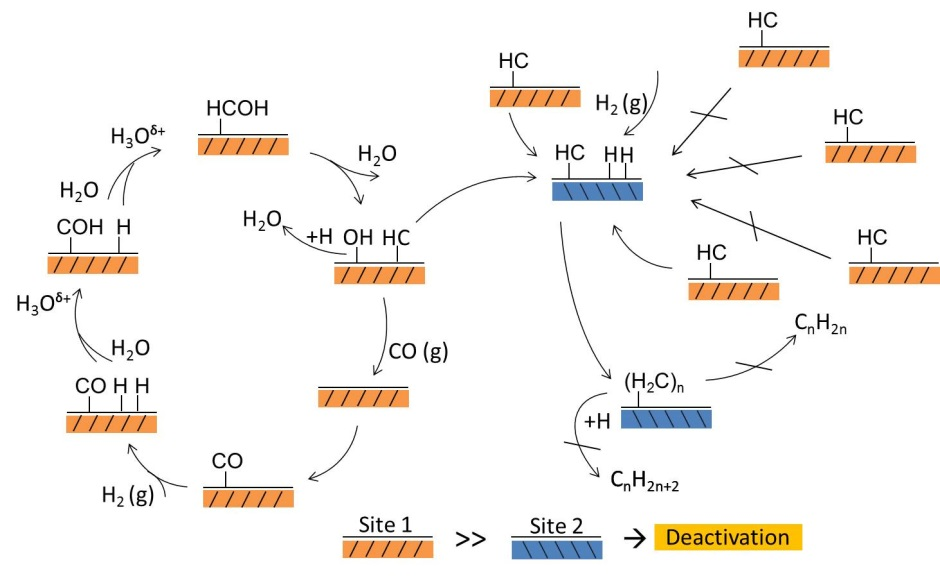 HC
HC
H₂ (g)
HCOH
H₃Oδ+
H₂O
HC
HC HH
H₂O
COH H
H₂O
+H OH HC
HC
HC
H₃Oδ+
H₂O
CO (g)
CₙH₂ₙ
CO H H
(H₂C)ₙ
+H
CO
H₂ (g)
CₙH₂ₙ₊₂
Site 1 >> Site 2 → Deactivation